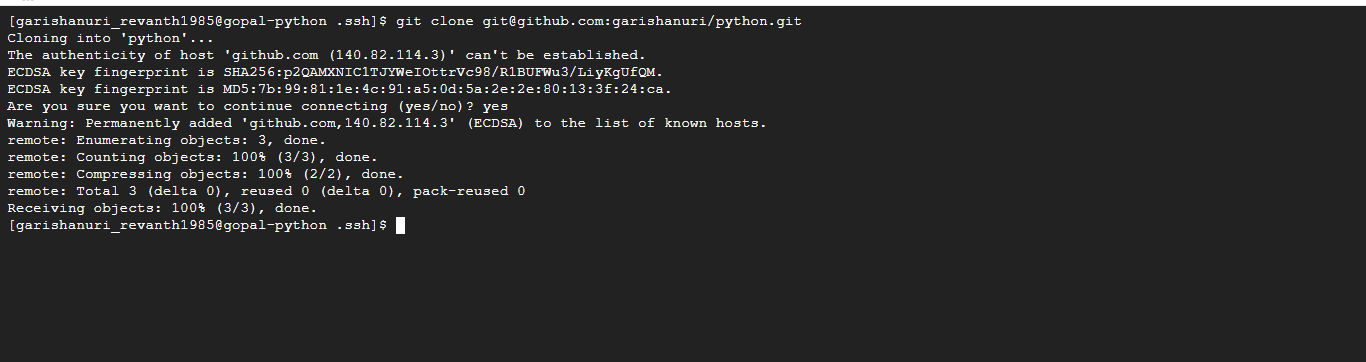 [garishanuri_revanth1985@gopal-python .ssh]$ git clone git@github.com:garishanuri/python.git
Cloning into 'python'...
The authenticity of host 'github.com (140.82.114.3)' can't be established.
ECDSA key fingerprint is SHA256:p2QAMXNIC1TJYWeIOttrVc98/R1BUFWu3/LiyKgUfQM.
ECDSA key fingerprint is MD5:7b:99:81:1e:4c:91:a5:0d:5a:2e:2e:80:13:3f:24:ca.
Are you sure you want to continue connecting (yes/no)? yes
Warning: Permanently added 'github.com,140.82.114.3' (ECDSA) to the list of known hosts.
remote: Enumerating objects: 3, done.
remote: Counting objects: 100% (3/3), done.
remote: Compressing objects: 100% (2/2), done.
remote: Total 3 (delta 0), reused 0 (delta 0), pack-reused 0
Receiving objects: 100% (3/3), done.
[garishanuri_revanth1985@gopal-python .ssh]$